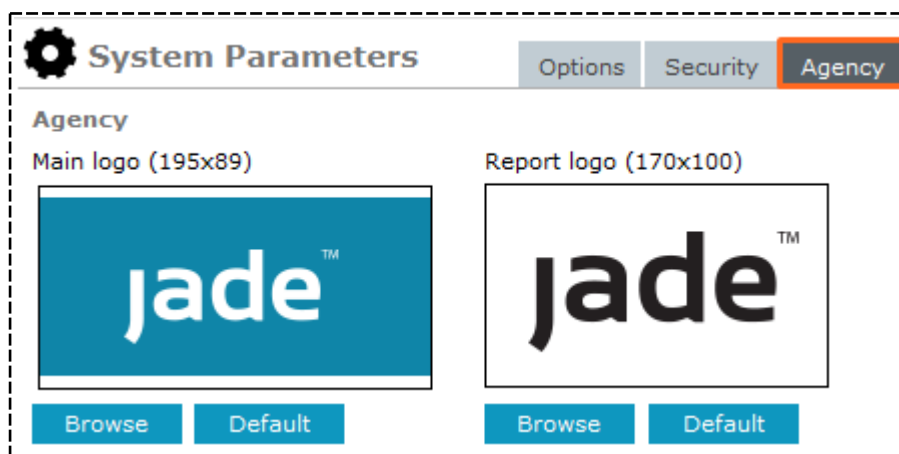 System Parameters
Options Security Agency
Agency
Main logo (195x89) Report logo (170x100)
jade™ jade™
Browse Default Browse Default